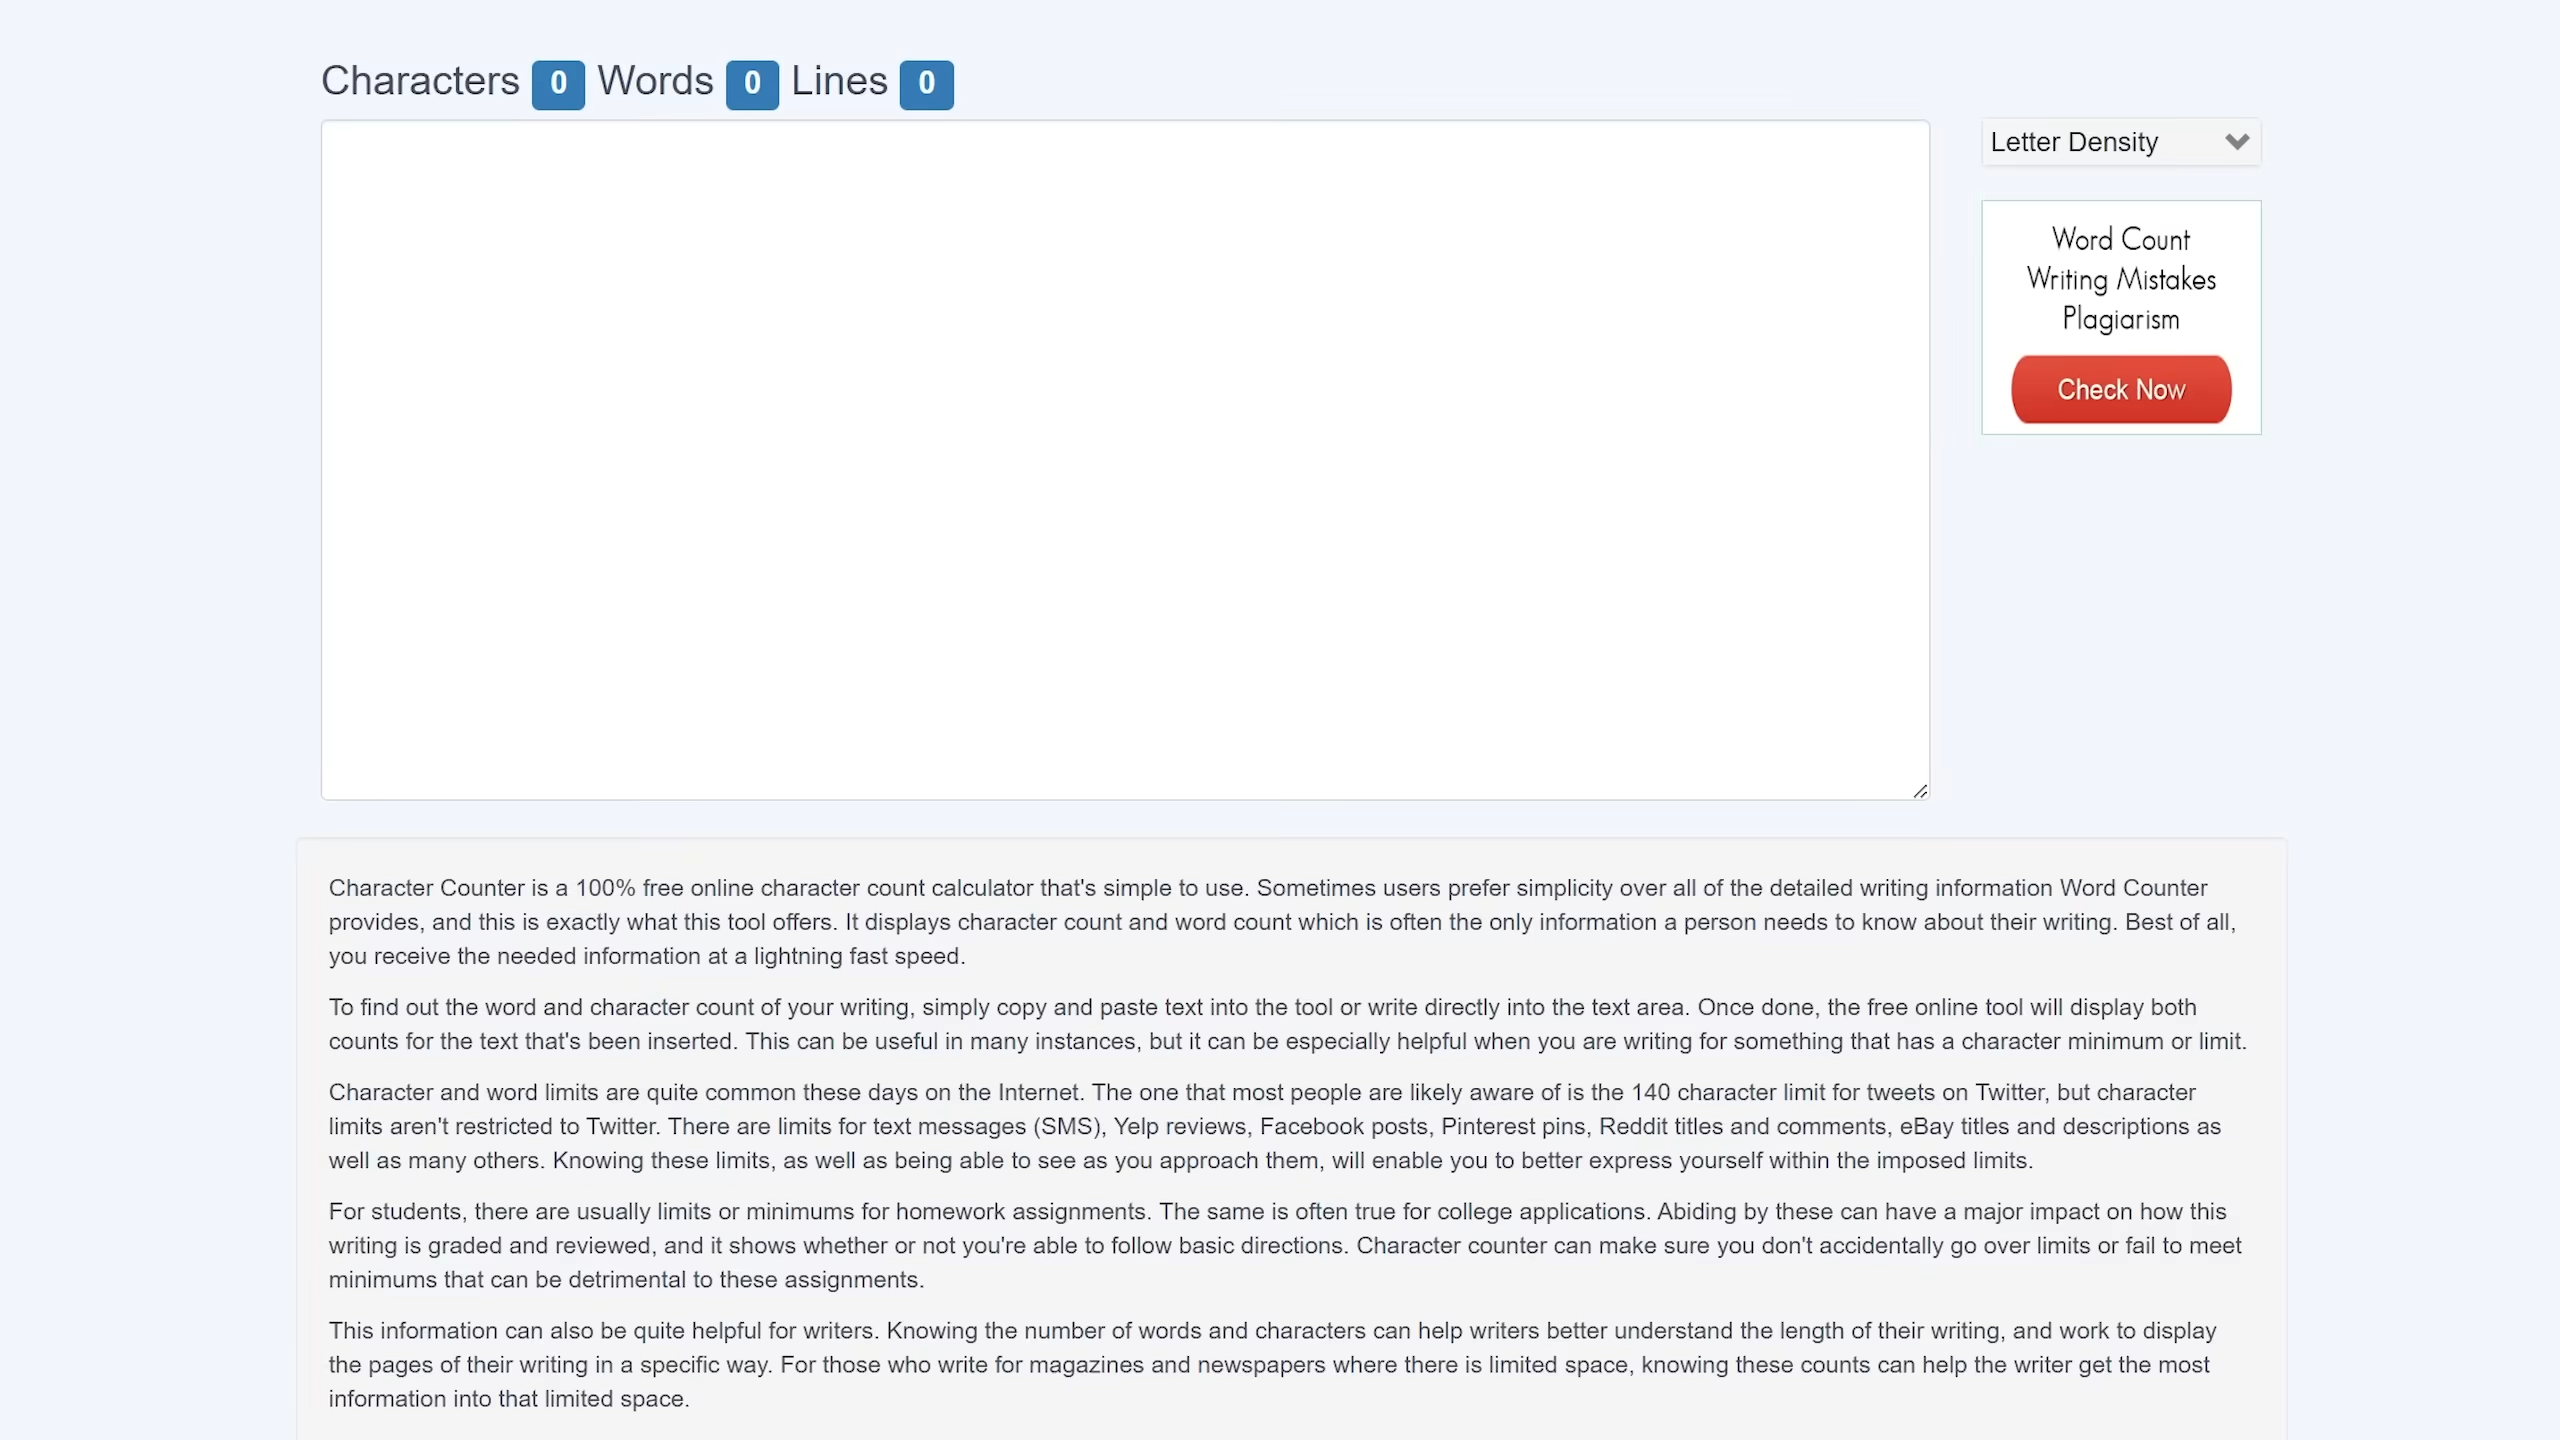 Characters 0 Words 0 Lines 0
Letter Density
Word Count
Writing Mistakes
Plagiarism
Check Now
Character Counter is a 100% free online character count calculator that's simple to use. Sometimes users prefer simplicity over all of the detailed writing information Word Counter
provides, and this is exactly what this tool offers. It displays character count and word count which is often the only information a person needs to know about their writing. Best of all,
you receive the needed information at a lightning fast speed.
To find out the word and character count of your writing, simply copy and paste text into the tool or write directly into the text area. Once done, the free online tool will display both
counts for the text that's been inserted. This can be useful in many instances, but it can be especially helpful when you are writing for something that has a character minimum or limit.
Character and word limits are quite common these days on the Internet. The one that most people are likely aware of is the 140 character limit for tweets on Twitter, but character
limits aren't restricted to Twitter. There are limits for text messages (SMS), Yelp reviews, Facebook posts, Pinterest pins, Reddit titles and comments, eBay titles and descriptions as
well as many others. Knowing these limits, as well as being able to see as you approach them, will enable you to better express yourself within the imposed limits.
For students, there are usually limits or minimums for homework assignments. The same is often true for college applications. Abiding by these can have a major impact on how this
writing is graded and reviewed, and it shows whether or not you're able to follow basic directions. Character counter can make sure you don't accidentally go over limits or fail to meet
minimums that can be detrimental to these assignments.
This information can also be quite helpful for writers. Knowing the number of words and characters can help writers better understand the length of their writing, and work to display
the pages of their writing in a specific way. For those who write for magazines and newspapers where there is limited space, knowing these counts can help the writer get the most
information into that limited space.